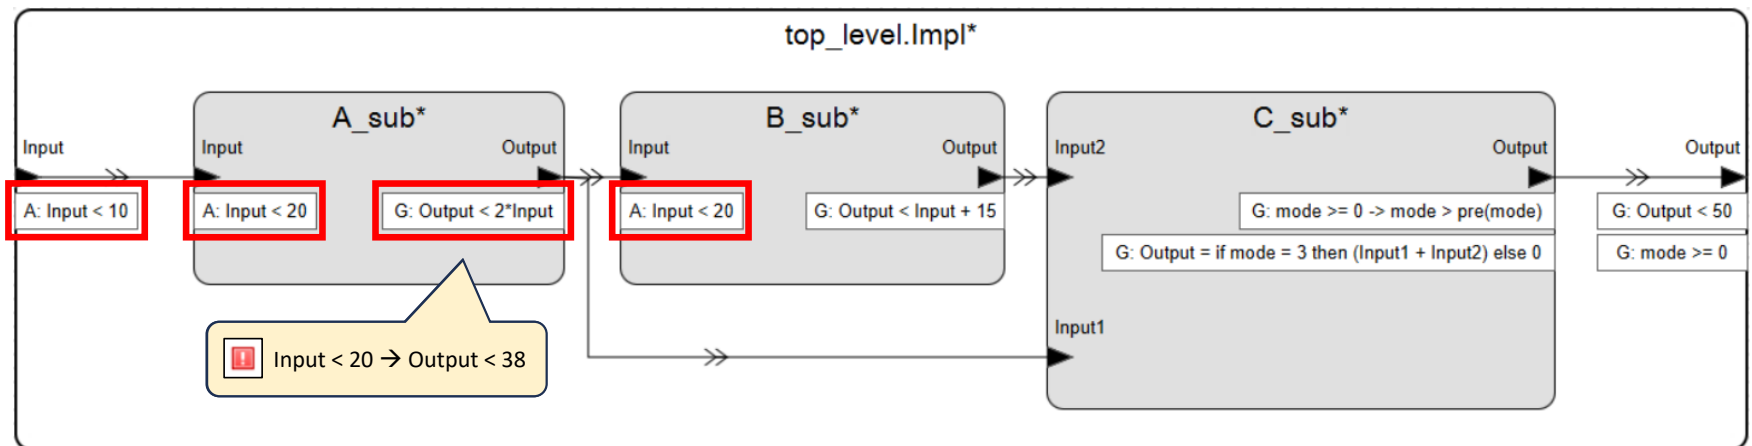 top_level.Impl*
A_sub*
B_sub*
C_sub*
Input
Input
Output
Input
Output
Input2
Output
Output
A: Input < 10
A: Input < 20
G: Output < 2*Input
A: Input < 20
G: Output < Input + 15
G: mode >= 0 -> mode > pre(mode)
G: Output < 50
G: Output = if mode = 3 then (Input1 + Input2) else 0
G: mode >= 0
Input1
Input < 20 → Output < 38